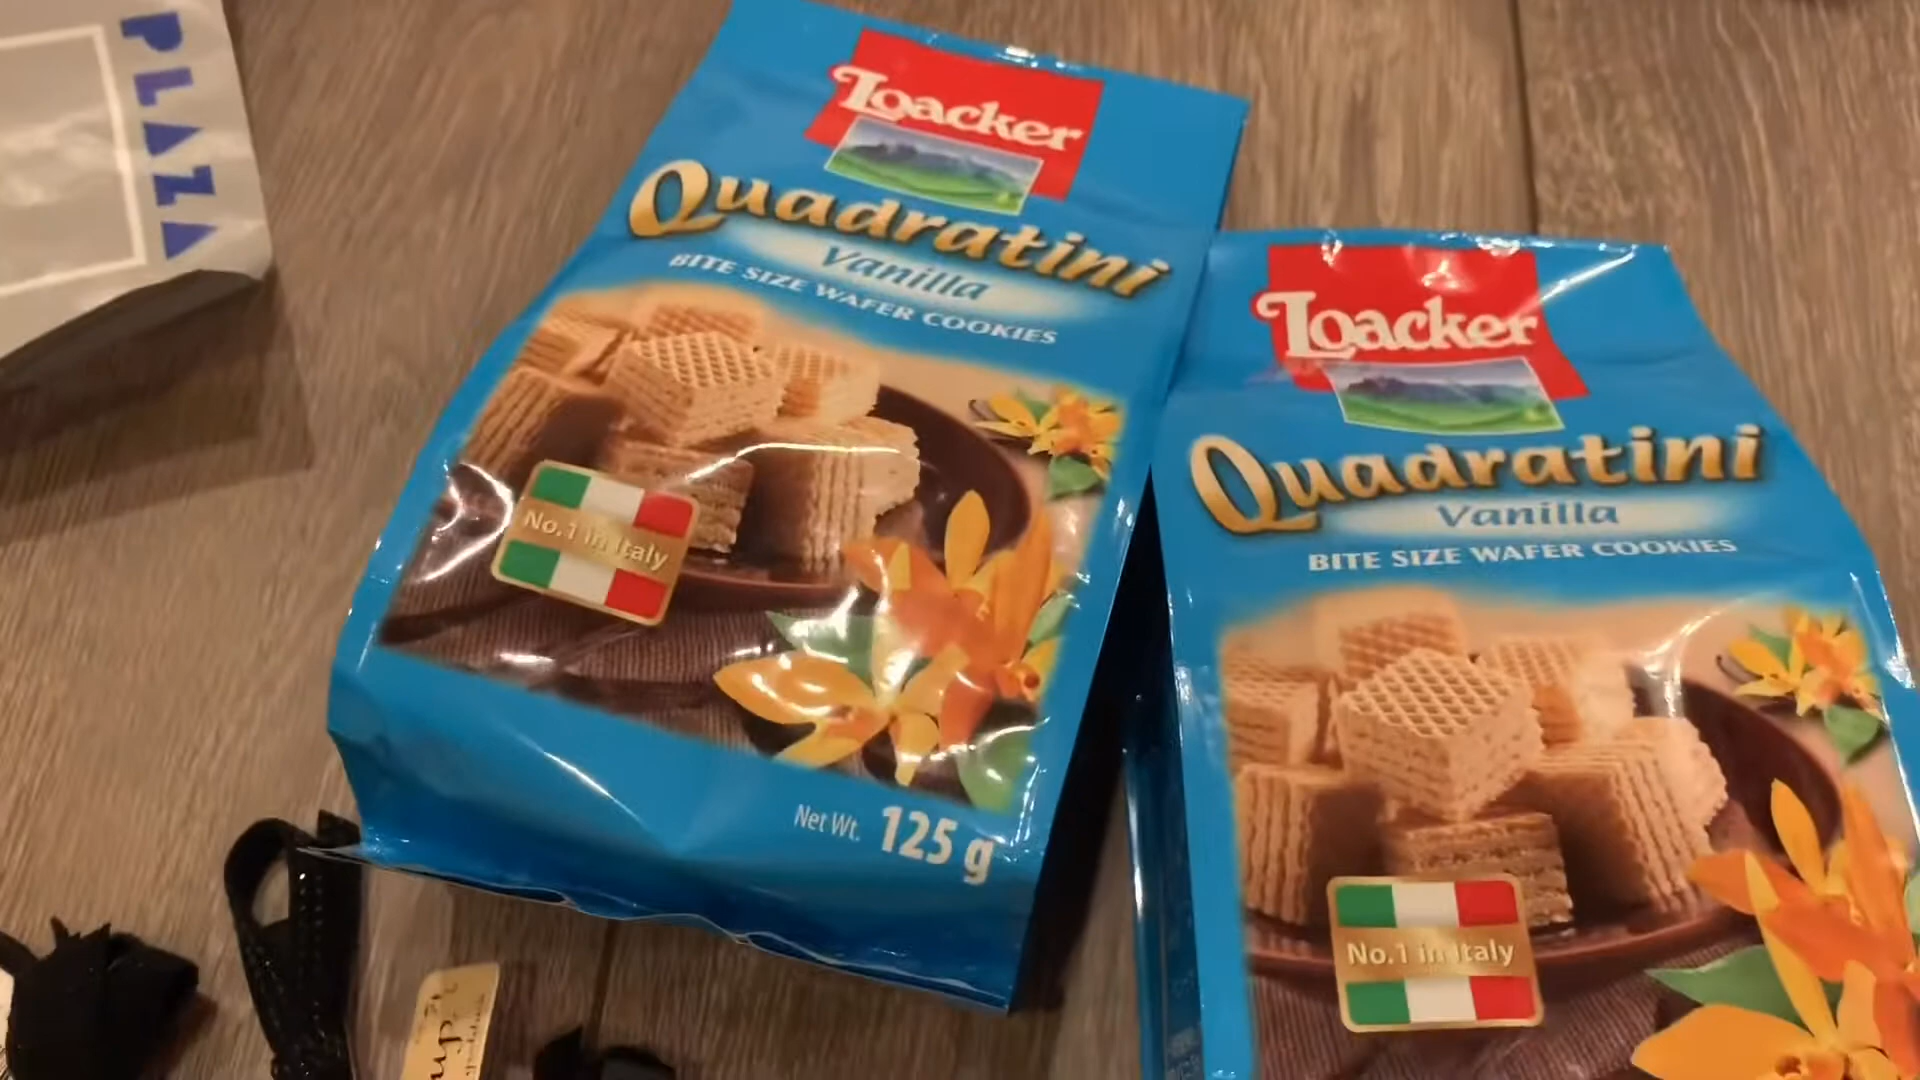 PLAZA
Loacker
Quadratini
Vanilla
BITE SIZE WAFER COOKIES
No.1 in Italy
Net Wt. 125 g
Loacker
Quadratini
Vanilla
BITE SIZE WAFER COOKIES
No.1 in Italy